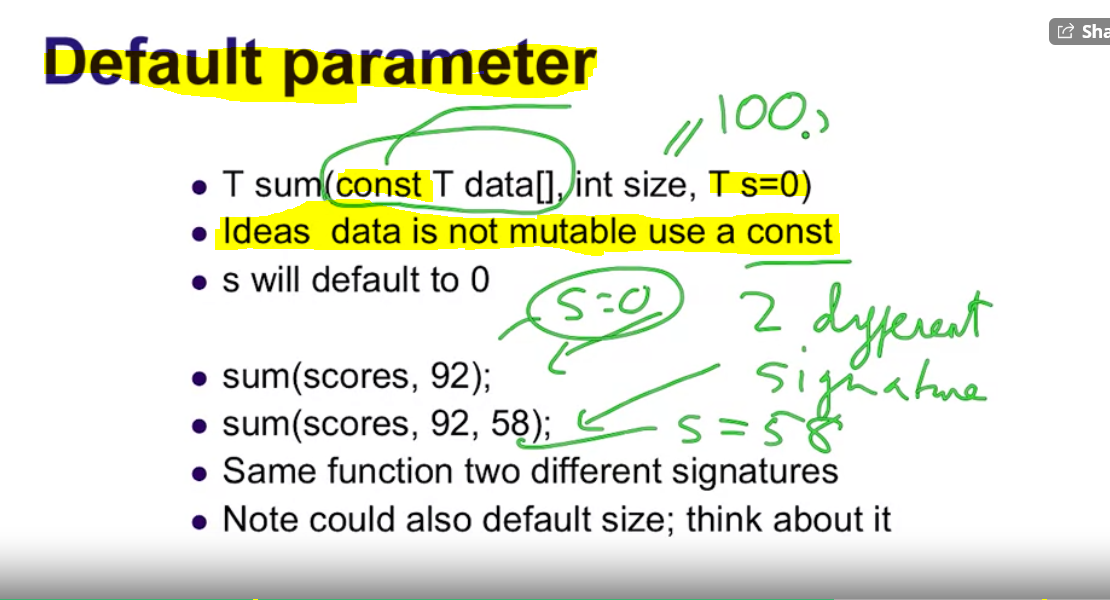 Sha
Default parameter
// 100,
• T sum(const T data[], int size, T s=0)
• Ideas data is not mutable use a const
• s will default to 0
s=0
2 different
signature
• sum(scores, 92);
• sum(scores, 92, 58);
s = 58
• Same function two different signatures
• Note could also default size; think about it